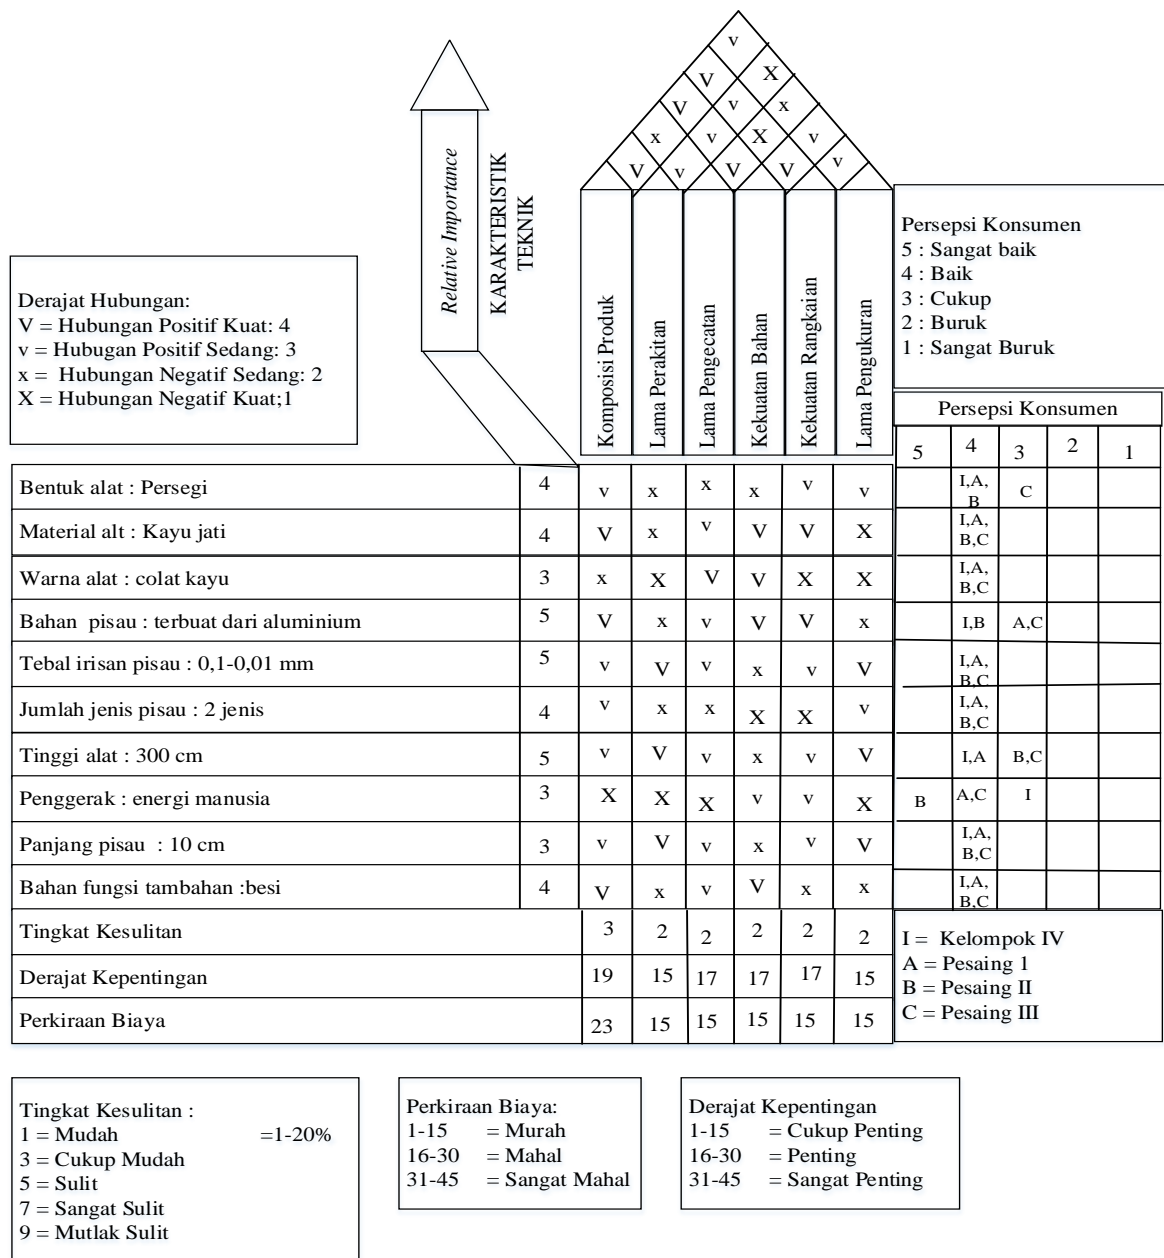 v
V X
V v x
x v X v
V v V V v
Relative Importance
KARAKTERISTIK
TEKNIK
Komposisi Produk
Lama Perakitan
Lama Pengecatan
Kekuatan Bahan
Kekuatan Rangkaian
Lama Pengukuran
Persepsi Konsumen
5 : Sangat baik
4 : Baik
3 : Cukup
2 : Buruk
1 : Sangat Buruk
Derajat Hubungan:
V = Hubungan Positif Kuat: 4
v = Hubugan Positif Sedang: 3
x = Hubungan Negatif Sedang: 2
X = Hubungan Negatif Kuat;1
Persepsi Konsumen
5 4 3 2 1
Bentuk alat : Persegi 4 v x x x v v I,A, B C
Material alt : Kayu jati 4 V x v V V X I,A, B,C
Warna alat : colat kayu 3 x X V V X X I,A, B,C
Bahan pisau : terbuat dari aluminium 5 V x v V V x I,B A,C
Tebal irisan pisau : 0,1-0,01 mm 5 v V v x v V I,A, B,C
Jumlah jenis pisau : 2 jenis 4 v x x X X v I,A, B,C
Tinggi alat : 300 cm 5 v V v x v V I,A B,C
Penggerak : energi manusia 3 X X X v v X B A,C I
Panjang pisau : 10 cm 3 v V v x v V I,A, B,C
Bahan fungsi tambahan :besi 4 V x v V x x I,A, B,C
Tingkat Kesulitan 3 2 2 2 2 2
Derajat Kepentingan 19 15 17 17 17 15
Perkiraan Biaya 23 15 15 15 15 15
I = Kelompok IV
A = Pesaing 1
B = Pesaing II
C = Pesaing III
Tingkat Kesulitan :
1 = Mudah =1-20%
3 = Cukup Mudah
5 = Sulit
7 = Sangat Sulit
9 = Mutlak Sulit
Perkiraan Biaya:
1-15 = Murah
16-30 = Mahal
31-45 = Sangat Mahal
Derajat Kepentingan
1-15 = Cukup Penting
16-30 = Penting
31-45 = Sangat Penting